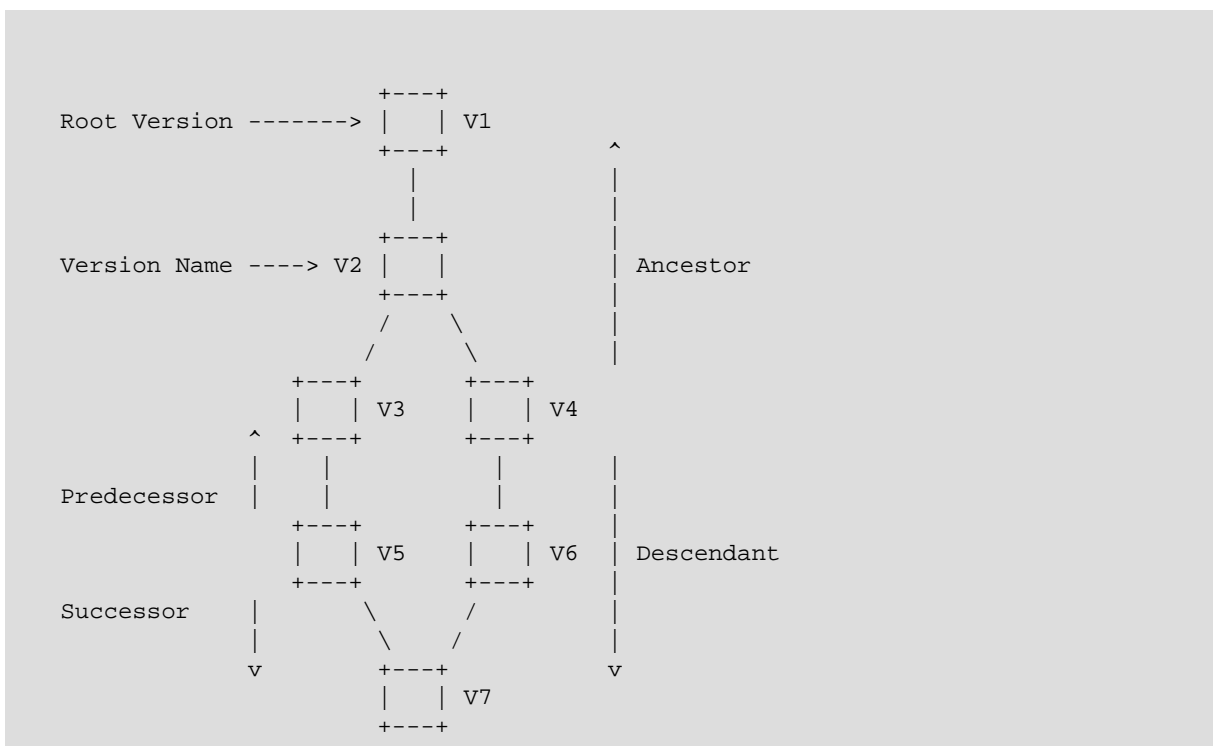 +---+
Root Version -------> |   | V1
+---+                 ^
|                 |
|                 |
+---+             |
Version Name ----> V2 |   |           | Ancestor
+---+             |
/     \            |
/       \           |
+---+       +---+
|   | V3    |   | V4
^  +---+       +---+
|    |           |       |
Predecessor  |    |           |       |
+---+       +---+     |
|   | V5    |   | V6  | Descendant
+---+       +---+     |
Successor    |       \      /         |
|        \    /          |
v        +---+           v
|   | V7
+---+